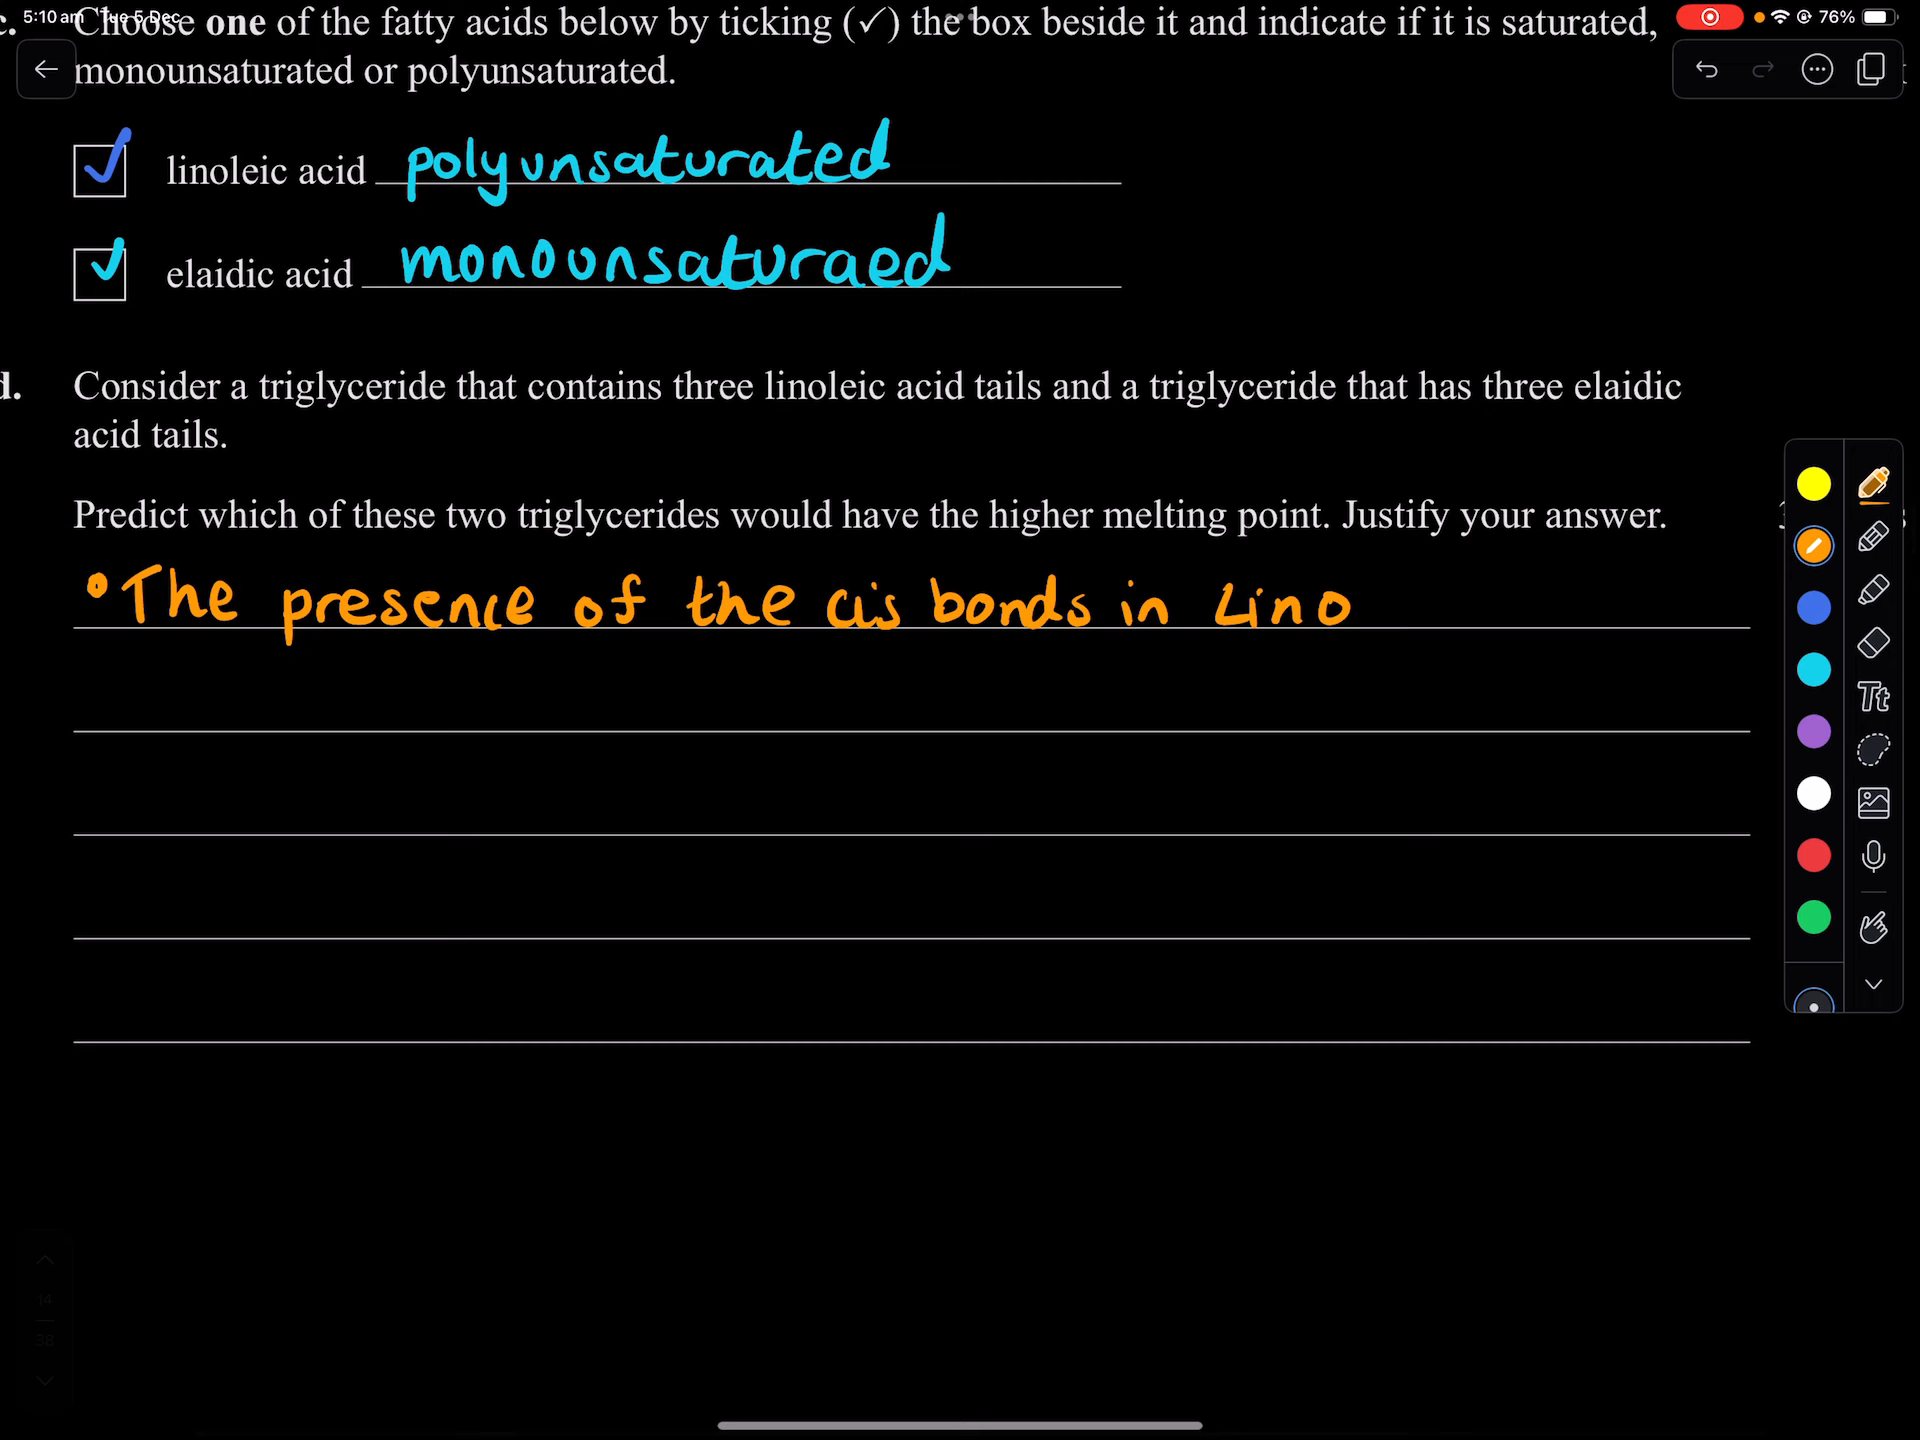 5:10 am Tue 5 Dec
76%
c. Choose one of the fatty acids below by ticking (✓) the box beside it and indicate if it is saturated,
monounsaturated or polyunsaturated.
linoleic acid polyunsaturated
elaidic acid monounsaturaed
d. Consider a triglyceride that contains three linoleic acid tails and a triglyceride that has three elaidic
acid tails.
Predict which of these two triglycerides would have the higher melting point. Justify your answer.
•The presence of the cis bonds in Lino
Tt
14
38